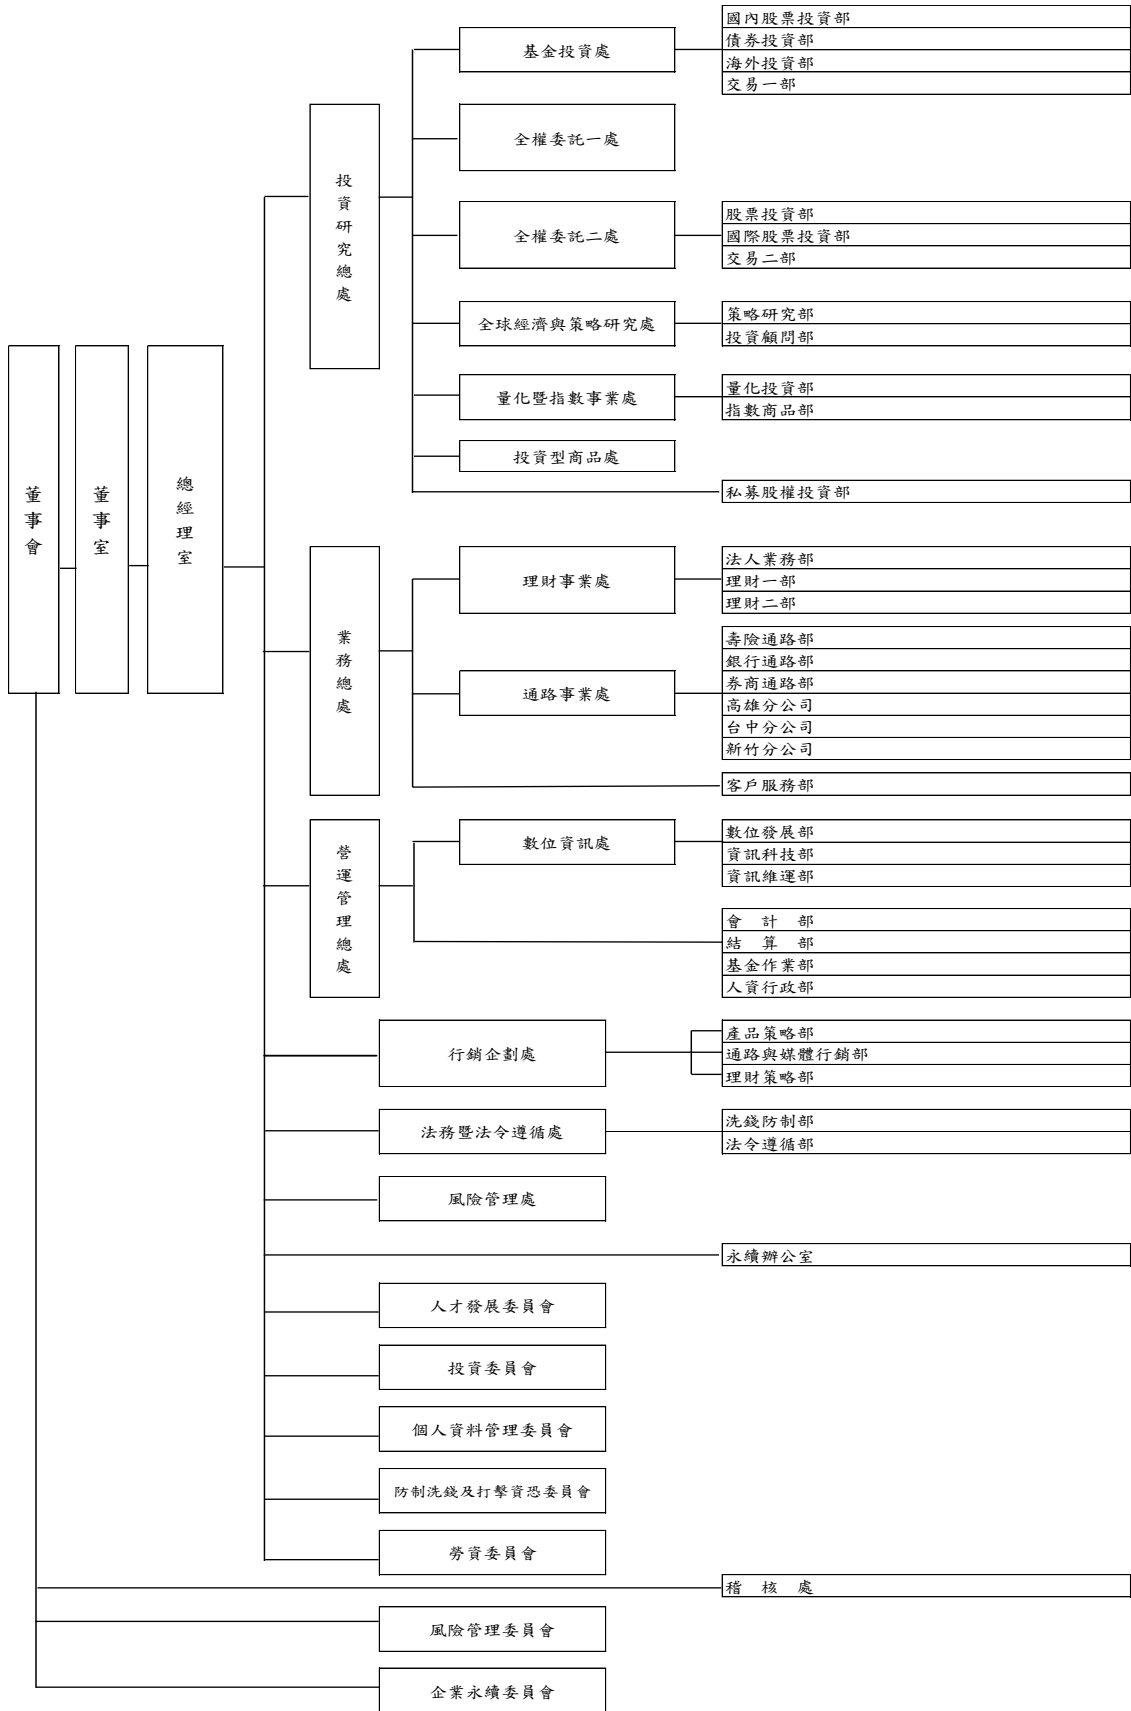 董事會
董事室
總經理室
投資研究總處
基金投資處
國內股票投資部
債券投資部
海外投資部
交易一部
全權委託一處
全權委託二處
股票投資部
國際股票投資部
交易二部
全球經濟與策略研究處
策略研究部
投資顧問部
量化暨指數事業處
量化投資部
指數商品部
投資型商品處
私募股權投資部
業務總處
理財事業處
法人業務部
理財一部
理財二部
通路事業處
壽險通路部
銀行通路部
券商通路部
高雄分公司
台中分公司
新竹分公司
客戶服務部
營運管理總處
數位資訊處
數位發展部
資訊科技部
資訊維運部
會 計 部
結 算 部
基金作業部
人資行政部
行銷企劃處
產品策略部
通路與媒體行銷部
理財策略部
法務暨法令遵循處
洗錢防制部
法令遵循部
風險管理處
永續辦公室
人才發展委員會
投資委員會
個人資料管理委員會
防制洗錢及打擊資恐委員會
勞資委員會
稽 核 處
風險管理委員會
企業永續委員會